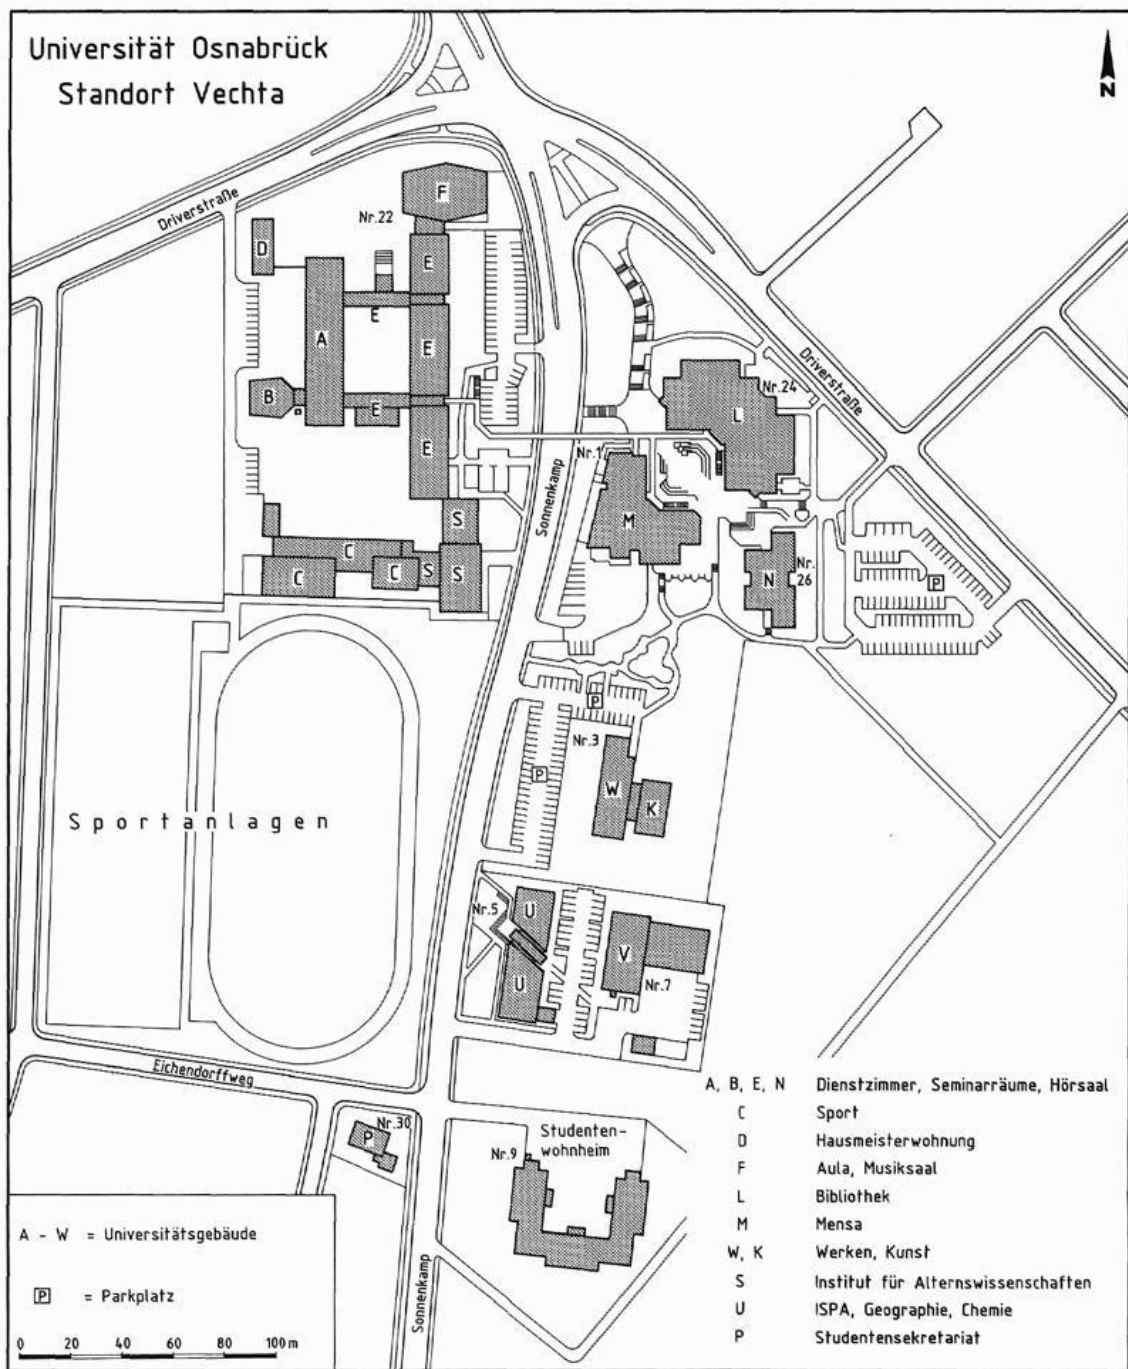 Universität Osnabrück
Standort Vechta
N
Driverstraße
Nr.22
F
D
E
E
A
E
B
E
E
Driverstraße
Nr.24
L
Nr.1
Sonnenkamp
M
S
C
C
C
S
S
N
Nr.
26
P
P
Nr.3
P
W
K
Sportanlagen
Nr.5
U
U
V
Nr.7
Eichendorffweg
Nr.30
P
Studenten-
wohnheim
Nr.9
Sonnenkamp
A - W = Universitätsgebäude
P = Parkplatz
0 20 40 60 80 100m
A, B, E, N Dienstzimmer, Seminarräume, Hörsaal
C Sport
D Hausmeisterwohnung
F Aula, Musiksaal
L Bibliothek
M Mensa
W, K Werken, Kunst
S Institut für Alternswissenschaften
U ISPA, Geographie, Chemie
P Studentensekretariat